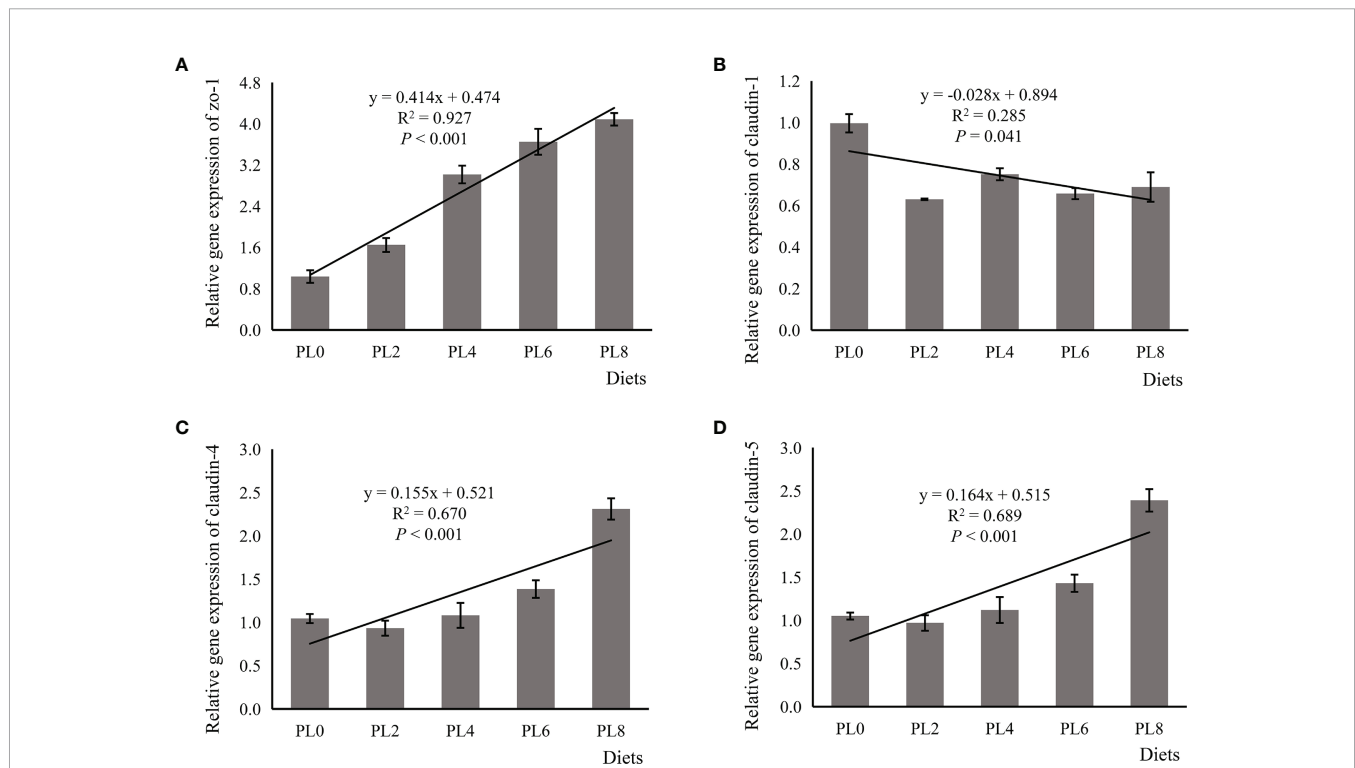 A
Relative gene expression of zo-1
4.8
4.0
3.2
2.4
1.6
0.8
0.0
y = 0.414x + 0.474
R² = 0.927
P < 0.001
PL0 PL2 PL4 PL6 PL8
Diets
B
Relative gene expression of claudin-1
1.2
1.0
0.8
0.6
0.4
0.2
0.0
y = -0.028x + 0.894
R² = 0.285
P = 0.041
PL0 PL2 PL4 PL6 PL8
Diets
C
Relative gene expression of claudin-4
3.0
2.5
2.0
1.5
1.0
0.5
0.0
y = 0.155x + 0.521
R² = 0.670
P < 0.001
PL0 PL2 PL4 PL6 PL8
Diets
D
Relative gene expression of claudin-5
3.0
2.5
2.0
1.5
1.0
0.5
0.0
y = 0.164x + 0.515
R² = 0.689
P < 0.001
PL0 PL2 PL4 PL6 PL8
Diets